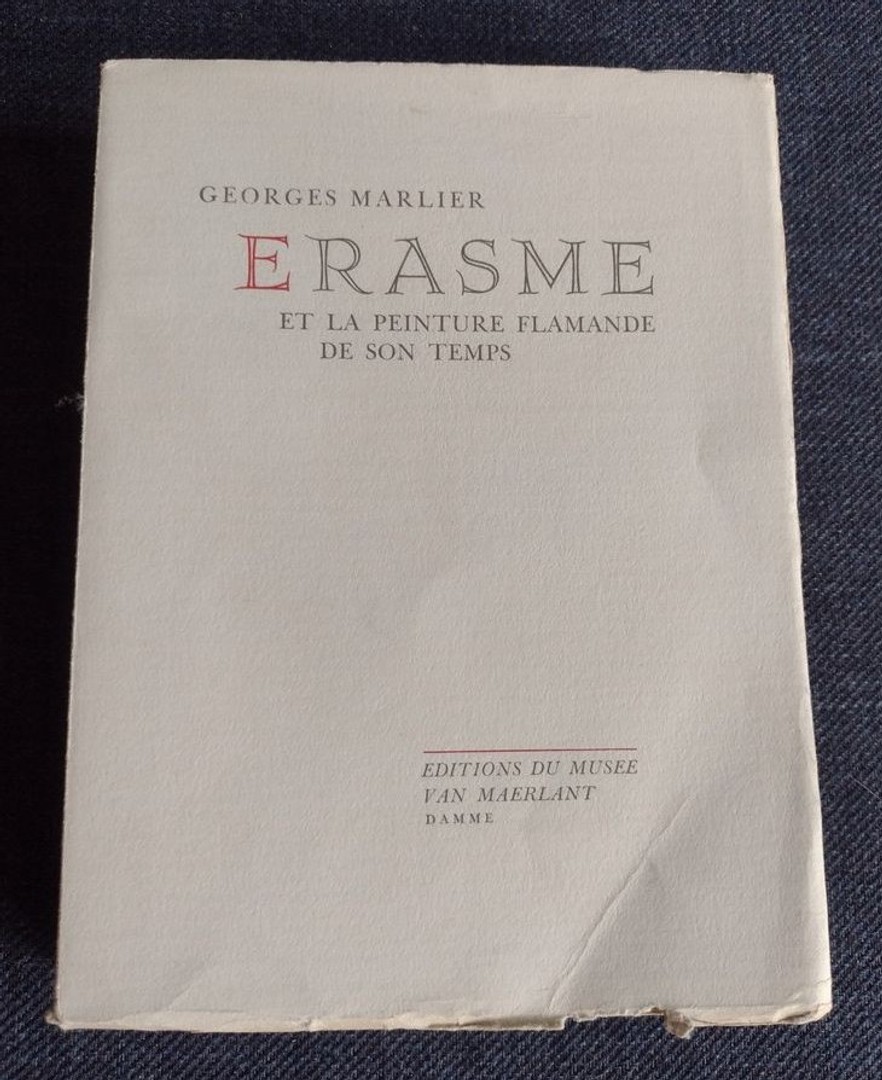 GEORGES MARLIER
ERASME
ET LA PEINTURE FLAMANDE
DE SON TEMPS
EDITIONS DU MUSEE
VAN MAERLANT
DAMME